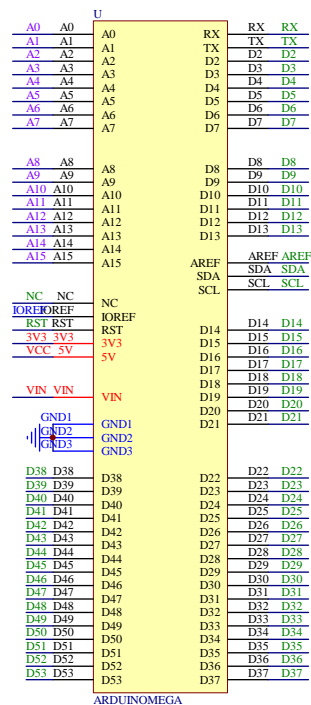 U
A0 A0 A0 RX RX RX
A1 A1 A1 TX TX TX
A2 A2 A2 D2 D2 D2
A3 A3 A3 D3 D3 D3
A4 A4 A4 D4 D4 D4
A5 A5 A5 D5 D5 D5
A6 A6 A6 D6 D6 D6
A7 A7 A7 D7 D7 D7
A8 A8 A8 D8 D8 D8
A9 A9 A9 D9 D9 D9
A10 A10 A10 D10 D10 D10
A11 A11 A11 D11 D11 D11
A12 A12 A12 D12 D12 D12
A13 A13 A13 D13 D13 D13
A14 A14 A14
A15 A15 A15 AREF AREF AREF
SDA SDA SDA
SCL SCL SCL
NC NC NC
IOREF IOREF IOREF
RST RST RST D14 D14 D14
3V3 3V3 3V3 D15 D15 D15
VCC 5V 5V D16 D16 D16
D17 D17 D17
D18 D18 D18
VIN VIN VIN D19 D19 D19
D20 D20 D20
GND1 GND1 D21 D21 D21
GND2 GND2
GND3 GND3
D38 D38 D38 D22 D22 D22
D39 D39 D39 D23 D23 D23
D40 D40 D40 D24 D24 D24
D41 D41 D41 D25 D25 D25
D42 D42 D42 D26 D26 D26
D43 D43 D43 D27 D27 D27
D44 D44 D44 D28 D28 D28
D45 D45 D45 D29 D29 D29
D46 D46 D46 D30 D30 D30
D47 D47 D47 D31 D31 D31
D48 D48 D48 D32 D32 D32
D49 D49 D49 D33 D33 D33
D50 D50 D50 D34 D34 D34
D51 D51 D51 D35 D35 D35
D52 D52 D52 D36 D36 D36
D53 D53 D53 D37 D37 D37
ARDUINOMEGA